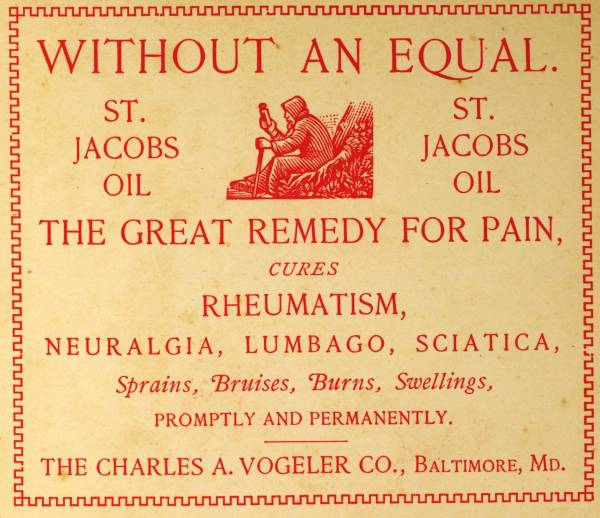 WITHOUT AN EQUAL.
ST.
JACOBS
OIL
ST.
JACOBS
OIL
THE GREAT REMEDY FOR PAIN,
CURES
RHEUMATISM,
NEURALGIA, LUMBAGO, SCIATICA,
Sprains, Bruises, Burns, Swellings,
PROMPTLY AND PERMANENTLY.
THE CHARLES A. VOGELER CO., BALTIMORE, MD.